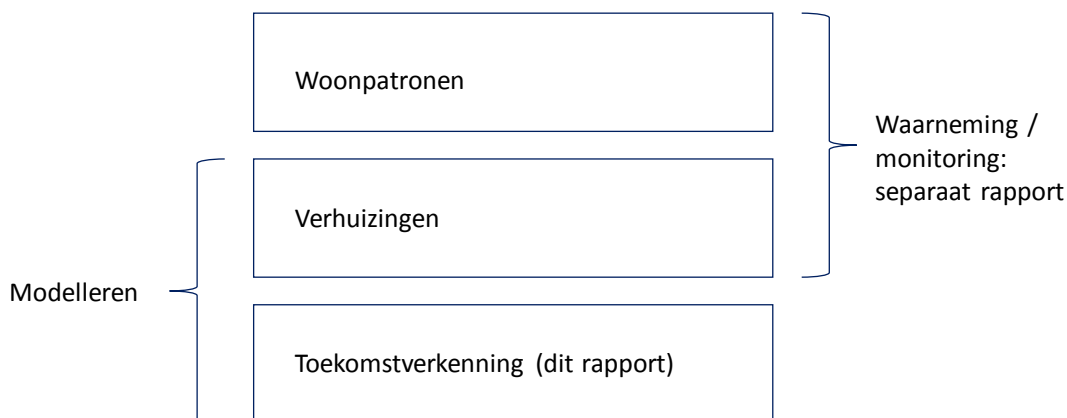 Woonpatronen
Waarneming /
monitoring:
separaat rapport
Verhuizingen
Modelleren
Toekomstverkenning (dit rapport)